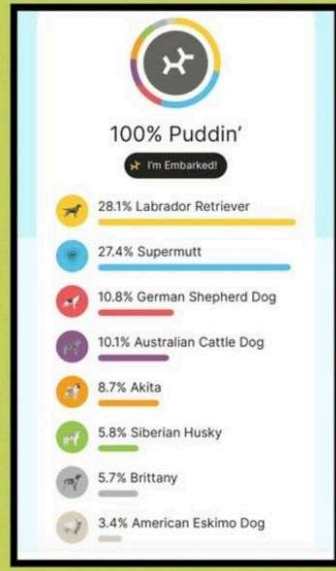 100% Puddin’
I’m Embarked!
28.1% Labrador Retriever
27.4% Supermutt
10.8% German Shepherd Dog
10.1% Australian Cattle Dog
8.7% Akita
5.8% Siberian Husky
5.7% Brittany
3.4% American Eskimo Dog